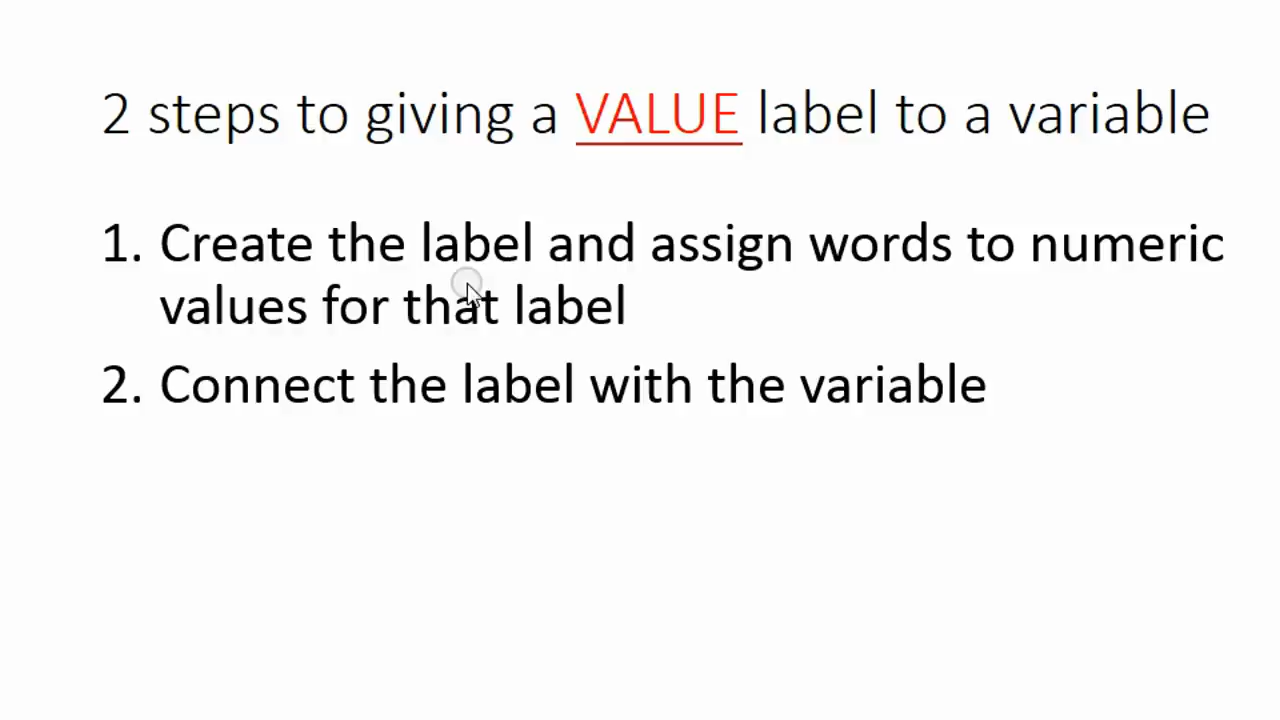 2 steps to giving a VALUE label to a variable
1. Create the label and assign words to numeric
values for that label
2. Connect the label with the variable